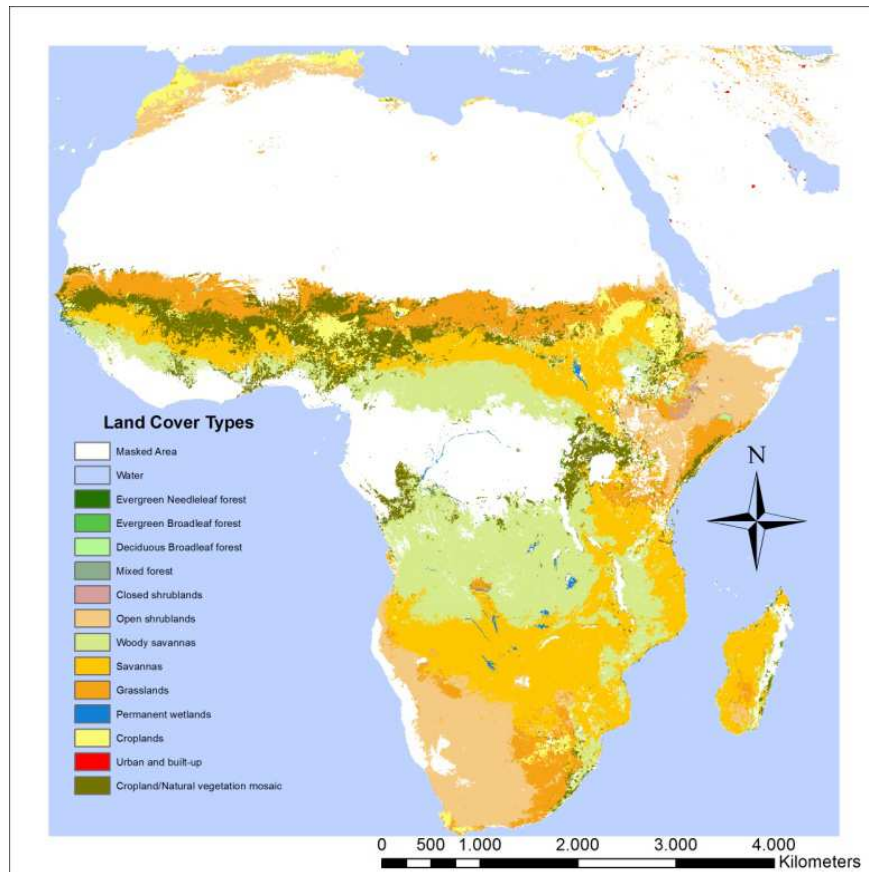 Land Cover Types
Masked Area
Water
Evergreen Needleleaf forest
Evergreen Broadleaf forest
Deciduous Broadleaf forest
Mixed forest
Closed shrublands
Open shrublands
Woody savannas
Savannas
Grasslands
Permanent wetlands
Croplands
Urban and built-up
Cropland/Natural vegetation mosaic
N
0 500 1.000 2.000 3.000 4.000
Kilometers